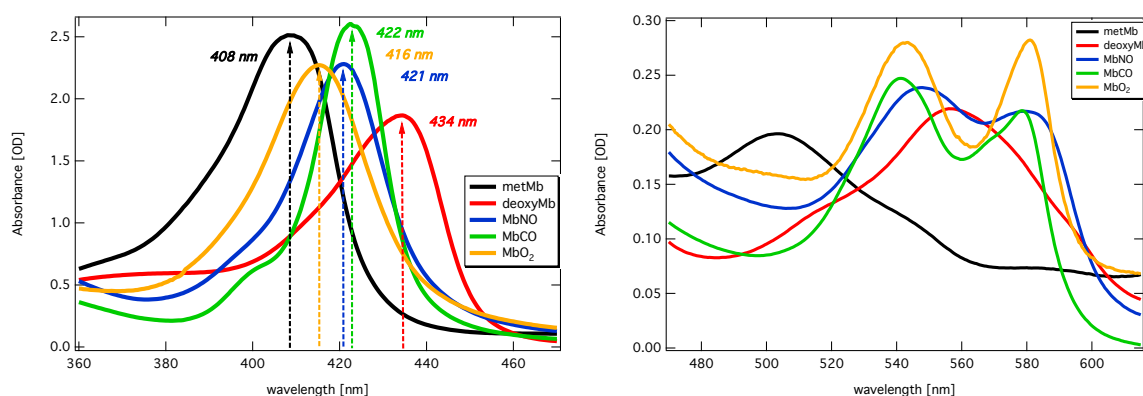 2.5
2.0
1.5
1.0
0.5
0.0
Absorbance [OD]
408 nm
422 nm
416 nm
421 nm
434 nm
metMb
deoxyMb
MbNO
MbCO
MbO₂
360
380
400
420
440
460
wavelength [nm]
0.30
0.25
0.20
0.15
0.10
0.05
0.00
Absorbance [OD]
metMb
deoxyMb
MbNO
MbCO
MbO₂
480
500
520
540
560
580
600
wavelength [nm]